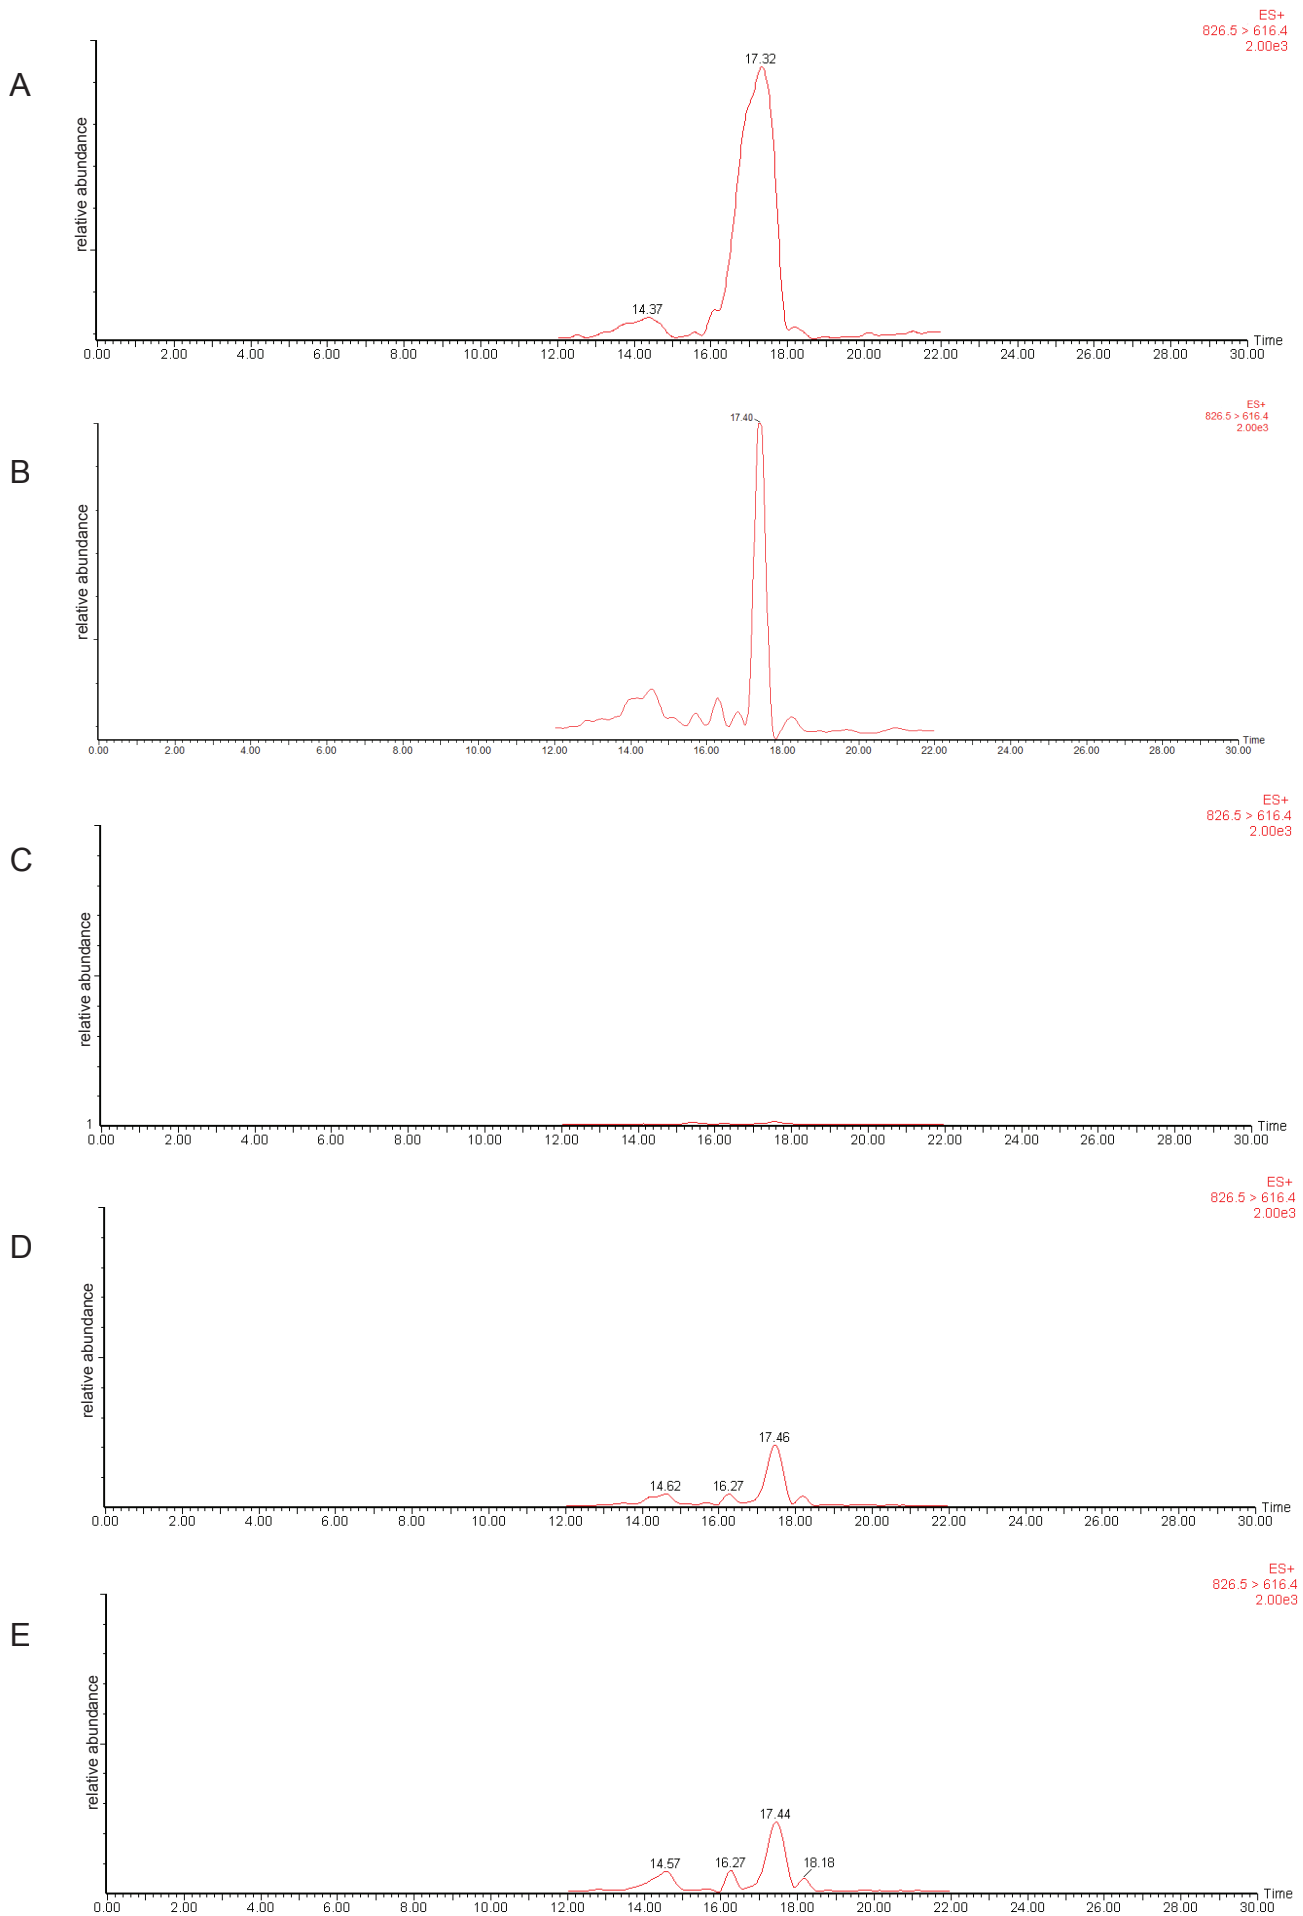 ES+
826.5 > 616.4
2.00e3
A
17.32
14.37
relative abundance
0.00 2.00 4.00 6.00 8.00 10.00 12.00 14.00 16.00 18.00 20.00 22.00 24.00 26.00 28.00 30.00 Time
ES+
826.5 > 616.4
2.00e3
B
17.40
relative abundance
0.00 2.00 4.00 6.00 8.00 10.00 12.00 14.00 16.00 18.00 20.00 22.00 24.00 26.00 28.00 30.00 Time
ES+
826.5 > 616.4
2.00e3
C
relative abundance
1
0.00 2.00 4.00 6.00 8.00 10.00 12.00 14.00 16.00 18.00 20.00 22.00 24.00 26.00 28.00 30.00 Time
ES+
826.5 > 616.4
2.00e3
D
17.46
14.62 16.27
relative abundance
0.00 2.00 4.00 6.00 8.00 10.00 12.00 14.00 16.00 18.00 20.00 22.00 24.00 26.00 28.00 30.00 Time
ES+
826.5 > 616.4
2.00e3
E
17.44
14.57 16.27 18.18
relative abundance
0.00 2.00 4.00 6.00 8.00 10.00 12.00 14.00 16.00 18.00 20.00 22.00 24.00 26.00 28.00 30.00 Time